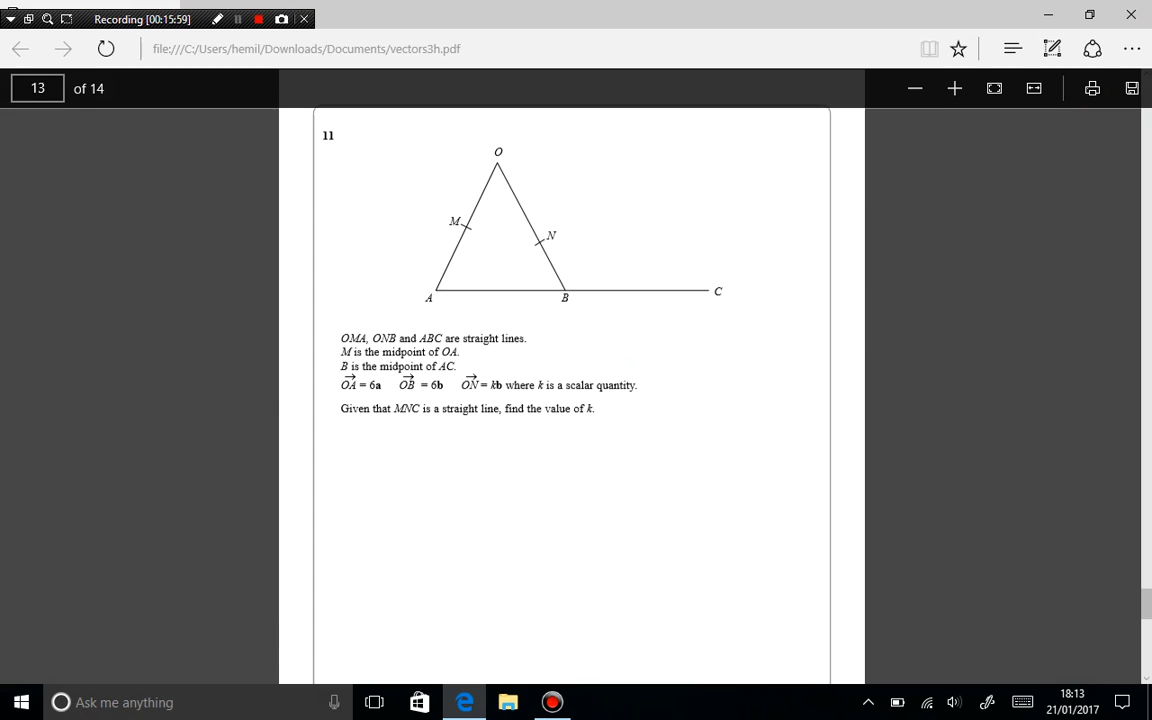 Recording [00:15:59]
file:///C:/Users/hemil/Downloads/Documents/vectors3h.pdf
13 of 14
11
O
M
N
A
B
C
OMA, ONB and ABC are straight lines.
M is the midpoint of OA.
B is the midpoint of AC.
→OA = 6a →OB = 6b →ON = kb where k is a scalar quantity.
Given that MNC is a straight line, find the value of k.
Ask me anything
18:13
21/01/2017